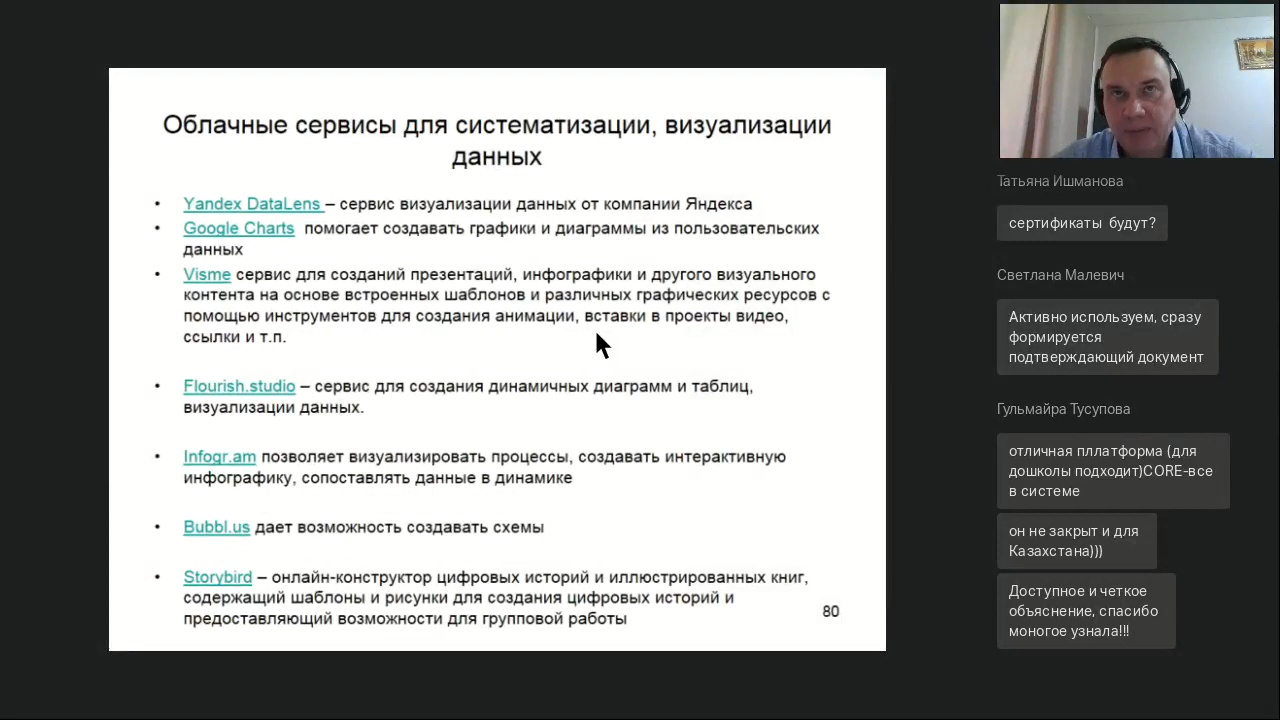 Облачные сервисы для систематизации, визуализации
данных
• Yandex DataLens – сервис визуализации данных от компании Яндекса
• Google Charts помогает создавать графики и диаграммы из пользовательских
данных
• Visme сервис для созданий презентаций, инфографики и другого визуального
контента на основе встроенных шаблонов и различных графических ресурсов с
помощью инструментов для создания анимации, вставки в проекты видео,
ссылки и т.п.
• Flourish.studio – сервис для создания динамичных диаграмм и таблиц,
визуализации данных.
• Infogr.am позволяет визуализировать процессы, создавать интерактивную
инфографику, сопоставлять данные в динамике
• Bubbl.us дает возможность создавать схемы
• Storybird – онлайн-конструктор цифровых историй и иллюстрированных книг,
содержащий шаблоны и рисунки для создания цифровых историй и
предоставляющий возможности для групповой работы
80
Татьяна Ишманова
сертификаты будут?
Светлана Малевич
Активно используем, сразу
формируется
подтверждающий документ
Гульмайра Тусупова
отличная пллатформа (для
дошколы подходит)CORE-все
в системе
он не закрыт и для
Казахстана)))
Доступное и четкое
объяснение, спасибо
моногое узнала!!!